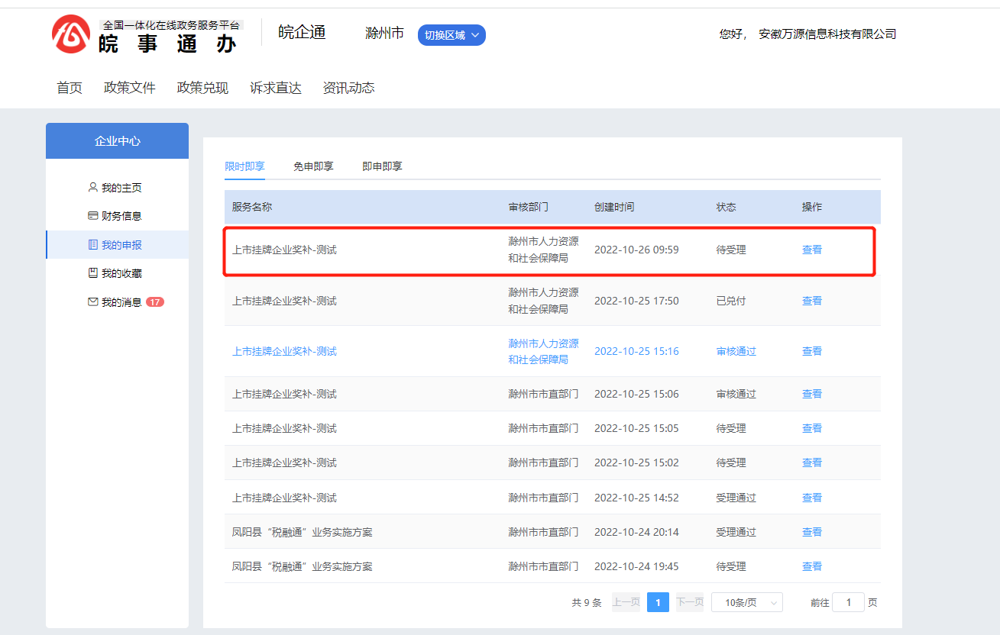 全国一体化在线政务服务平台
皖事通办
皖企通
滁州市
切换区域
您好， 安徽万源信息科技有限公司
首页 政策文件 政策兑现 诉求直达 资讯动态
企业中心
我的主页
财务信息
我的申报
我的收藏
我的消息 17
限时即享 免申即享 即申即享
服务名称 审核部门 创建时间 状态 操作
上市挂牌企业奖补-测试 滁州市人力资源和社会保障局 2022-10-26 09:59 待受理 查看
上市挂牌企业奖补-测试 滁州市人力资源和社会保障局 2022-10-25 17:50 已兑付 查看
上市挂牌企业奖补-测试 滁州市人力资源和社会保障局 2022-10-25 15:16 审核通过 查看
上市挂牌企业奖补-测试 滁州市市直部门 2022-10-25 15:06 审核通过 查看
上市挂牌企业奖补-测试 滁州市市直部门 2022-10-25 15:05 待受理 查看
上市挂牌企业奖补-测试 滁州市市直部门 2022-10-25 15:02 待受理 查看
上市挂牌企业奖补-测试 滁州市市直部门 2022-10-25 14:52 受理通过 查看
凤阳县“税融通”业务实施方案 滁州市市直部门 2022-10-24 20:14 受理通过 查看
凤阳县“税融通”业务实施方案 滁州市市直部门 2022-10-24 19:45 待受理 查看
共 9 条 上一页 1 下一页 10条/页 前往 1 页